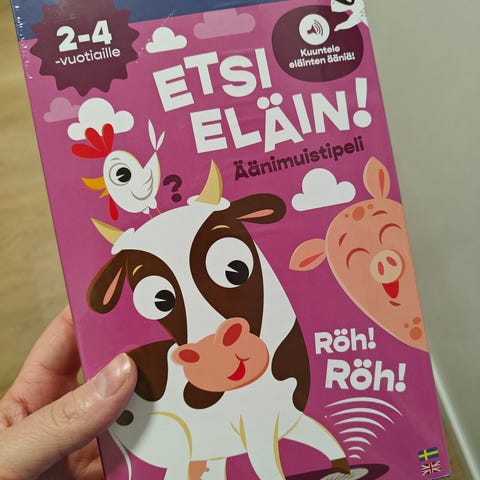 2-4
-vuotiaille
Kuuntele
eläinten ääniä!
ETSI
ELÄIN!
Äänimuistipeli
?
Röh!
Röh!